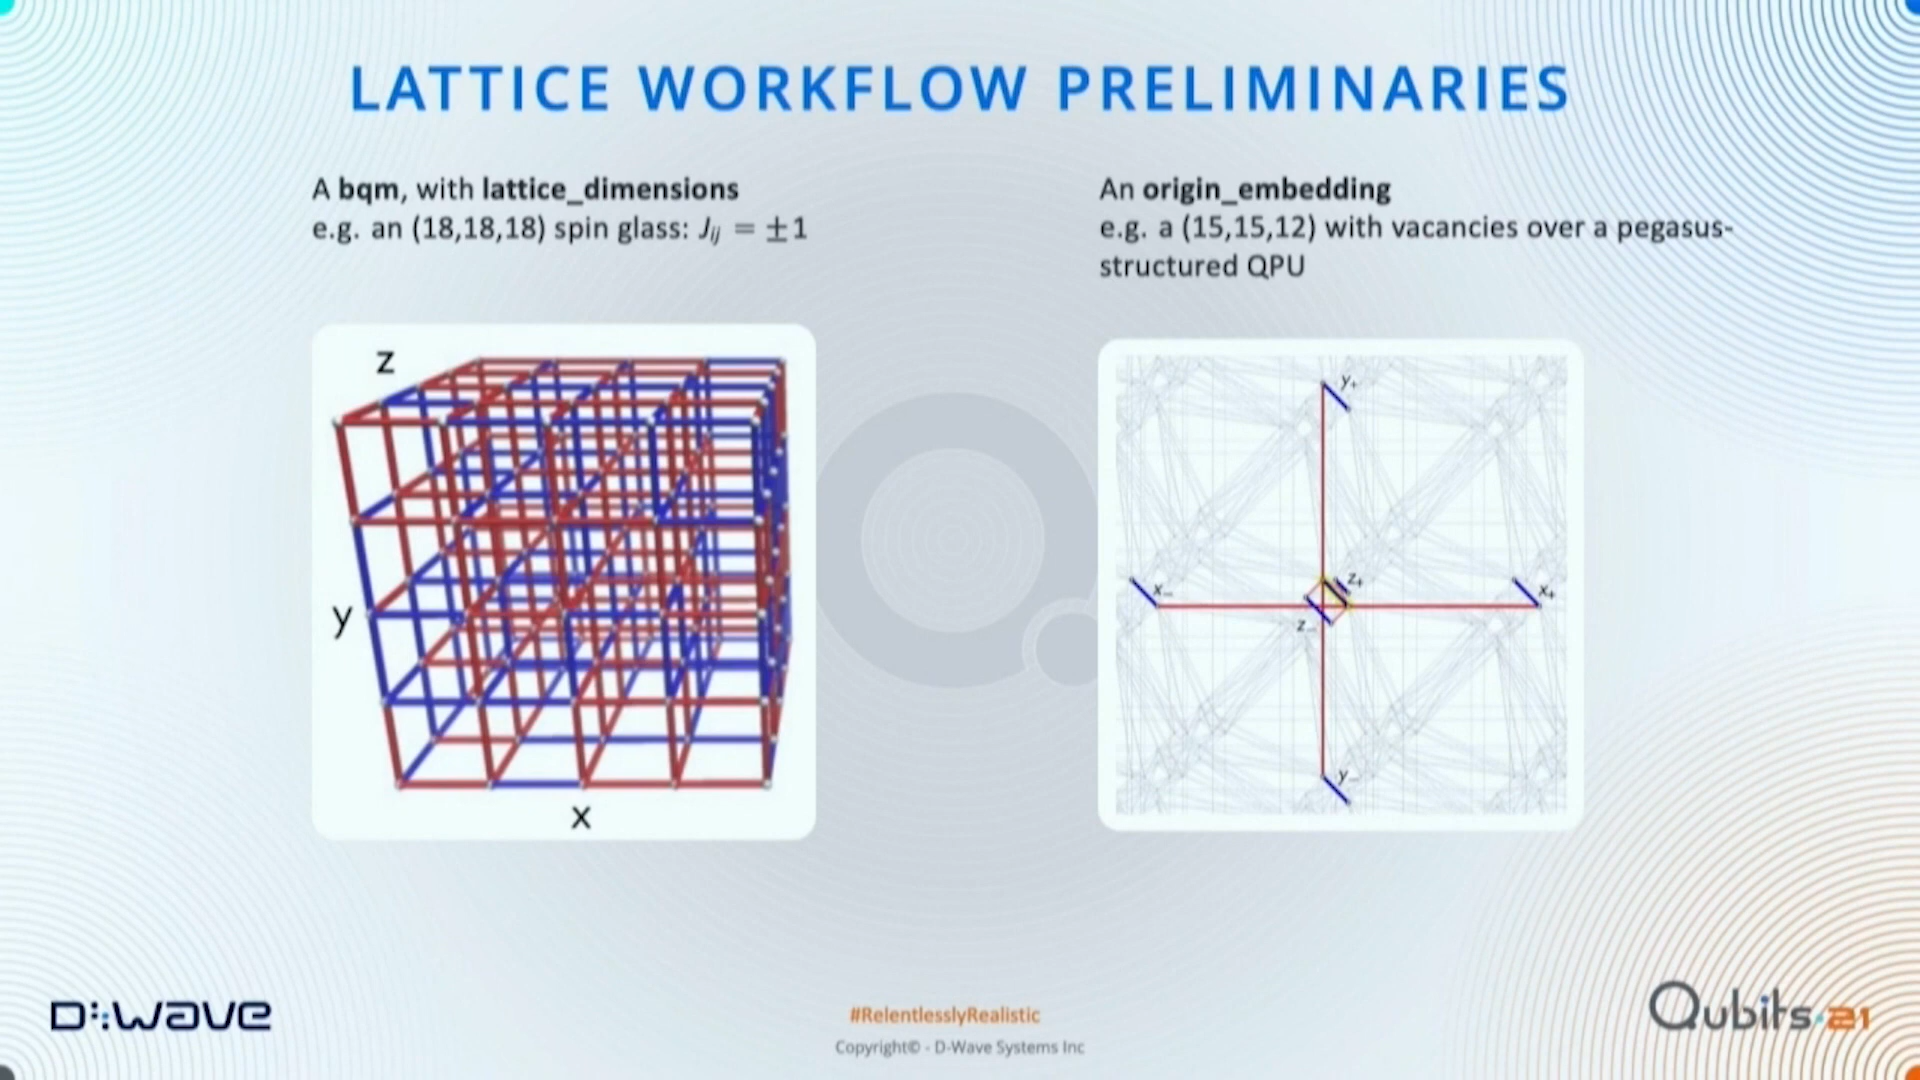 LATTICE WORKFLOW PRELIMINARIES
A bqm, with lattice_dimensions
e.g. an (18,18,18) spin glass: Jij = ±1
An origin_embedding
e.g. a (15,15,12) with vacancies over a pegasus-
structured QPU
z
y
x
y+
x-
z+
x+
z-
y-
D:Wave
#RelentlesslyRealistic
Copyright© - D-Wave Systems Inc
Qubits.21